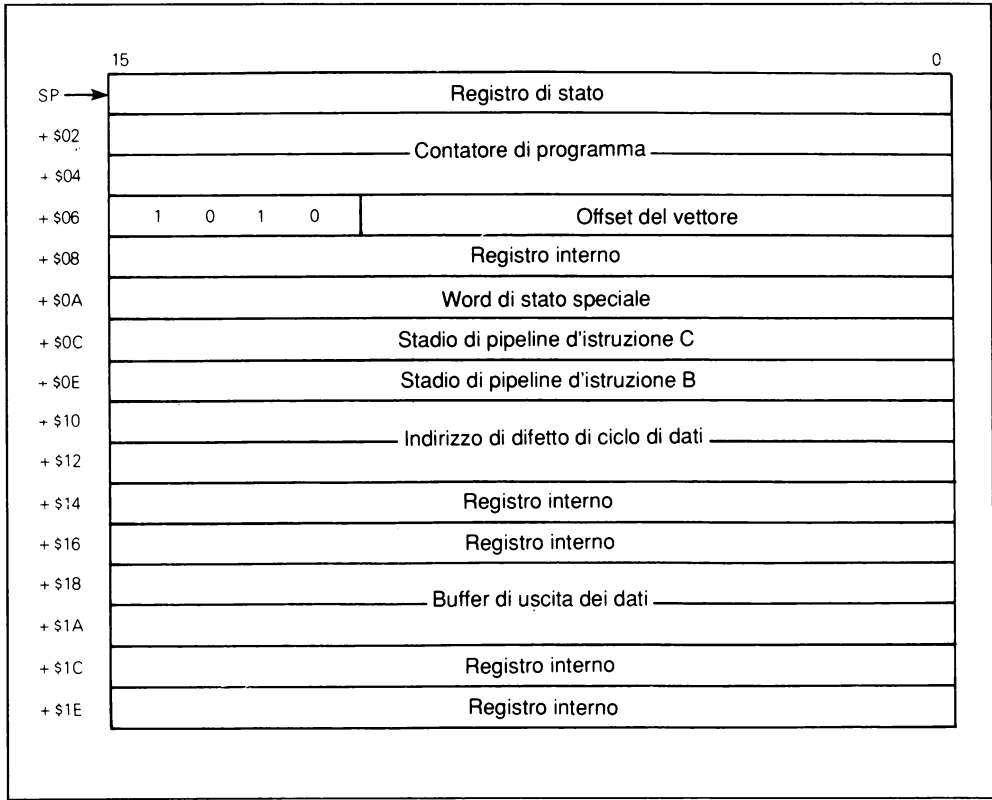 15 0
SP Registro di stato
+ $02
Contatore di programma
+ $04
+ $06 1 0 1 0 Offset del vettore
+ $08 Registro interno
+ $0A Word di stato speciale
+ $0C Stadio di pipeline d'istruzione C
+ $0E Stadio di pipeline d'istruzione B
+ $10
Indirizzo di difetto di ciclo di dati
+ $12
+ $14 Registro interno
+ $16 Registro interno
+ $18
Buffer di uscita dei dati
+ $1A
+ $1C Registro interno
+ $1E Registro interno